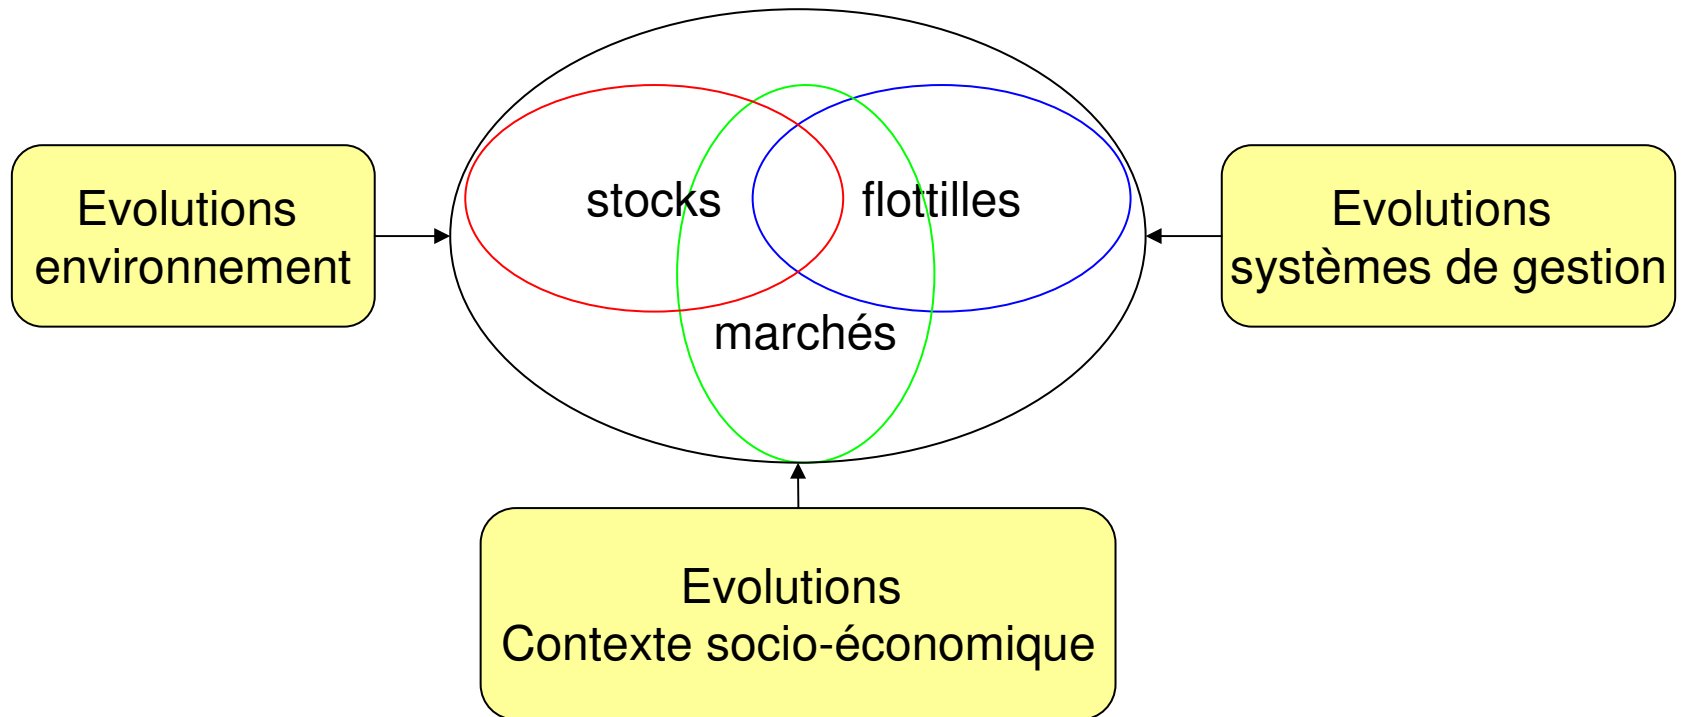 Evolutions
environnement
stocks
flottilles
marchés
Evolutions
systèmes de gestion
Evolutions
Contexte socio-économique